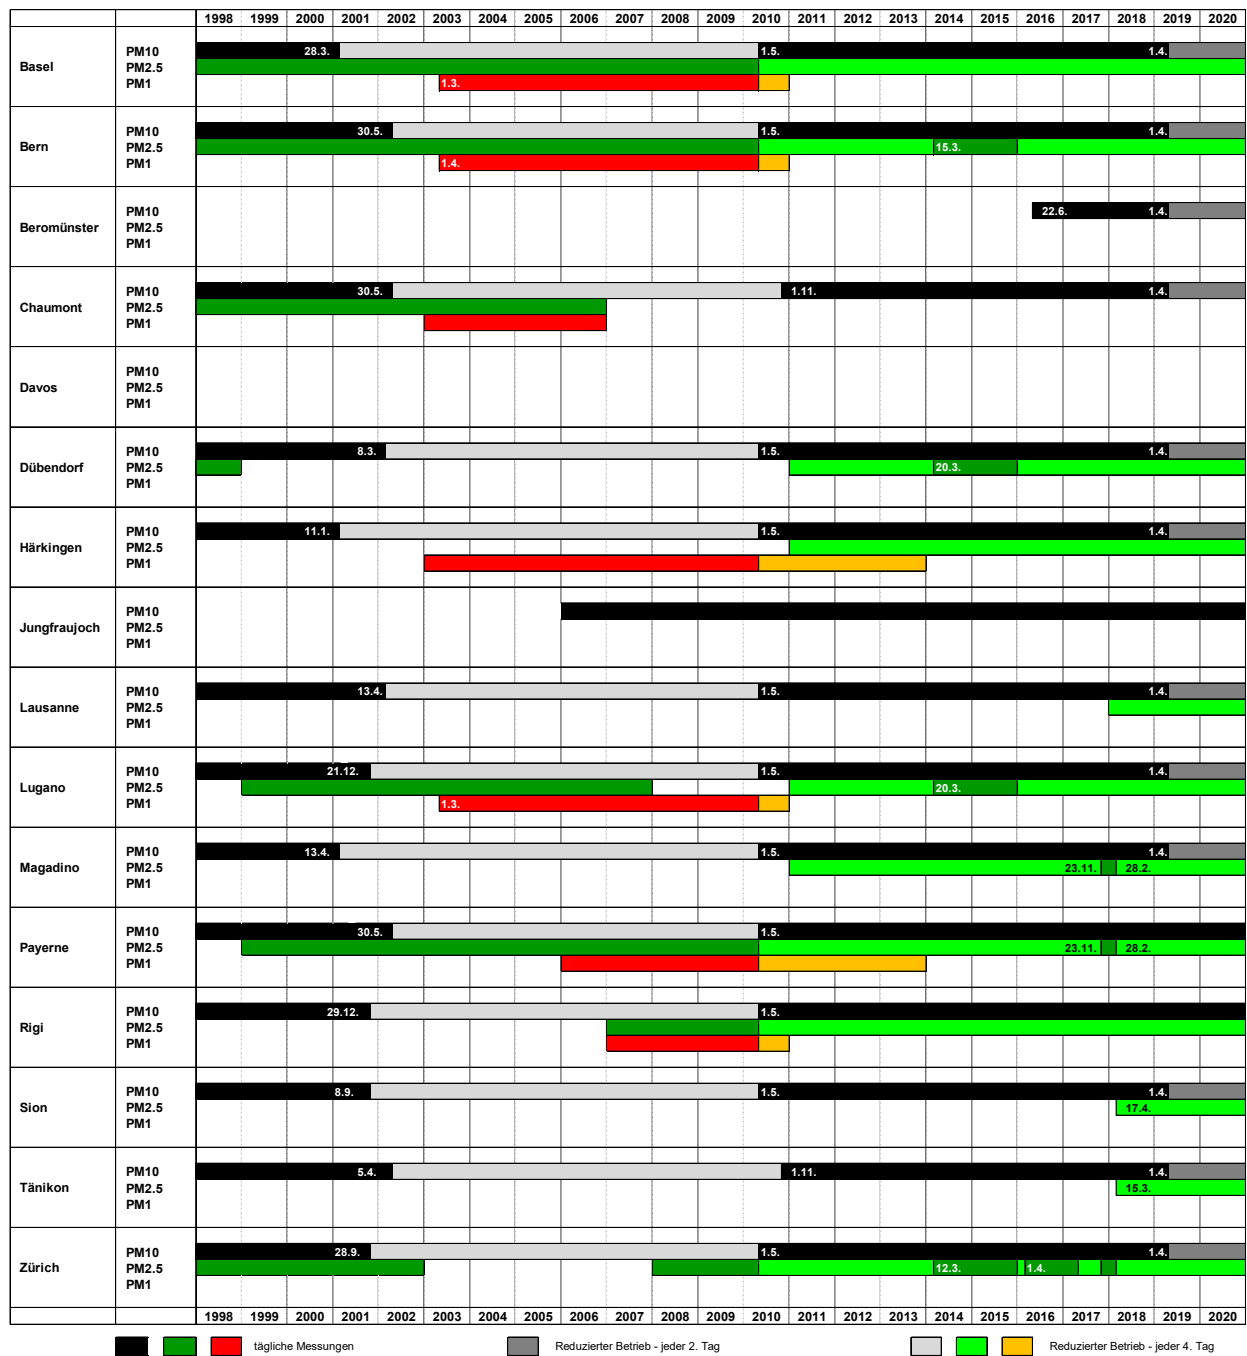 1998 1999 2000 2001 2002 2003 2004 2005 2006 2007 2008 2009 2010 2011 2012 2013 2014 2015 2016 2017 2018 2019 2020
PM10 28.3. 1.5. 1.4.
Basel PM2.5
PM1 1.3.
PM10 30.5. 1.5. 1.4.
Bern PM2.5 15.3.
PM1 1.4.
PM10 22.6. 1.4.
Beromünster PM2.5
PM1
PM10 30.5. 1.11. 1.4.
Chaumont PM2.5
PM1
PM10
Davos PM2.5
PM1
PM10 8.3. 1.5. 1.4.
Dübendorf PM2.5 20.3.
PM1
PM10 11.1. 1.5. 1.4.
Härkingen PM2.5
PM1
PM10
Jungfraujoch PM2.5
PM1
PM10 13.4. 1.5. 1.4.
Lausanne PM2.5
PM1
PM10 21.12. 1.5. 1.4.
Lugano PM2.5 20.3.
PM1 1.3.
PM10 13.4. 1.5. 1.4.
Magadino PM2.5 23.11. 28.2.
PM1
PM10 30.5. 1.5.
Payerne PM2.5 23.11. 28.2.
PM1
PM10 29.12. 1.5.
Rigi PM2.5
PM1
PM10 8.9. 1.5. 1.4.
Sion PM2.5 17.4.
PM1
PM10 5.4. 1.11. 1.4.
Tänikon PM2.5 15.3.
PM1
PM10 28.9. 1.5. 1.4.
Zürich PM2.5 12.3. 1.4.
PM1
1998 1999 2000 2001 2002 2003 2004 2005 2006 2007 2008 2009 2010 2011 2012 2013 2014 2015 2016 2017 2018 2019 2020
tägliche Messungen Reduzierter Betrieb - jeder 2. Tag Reduzierter Betrieb - jeder 4. Tag